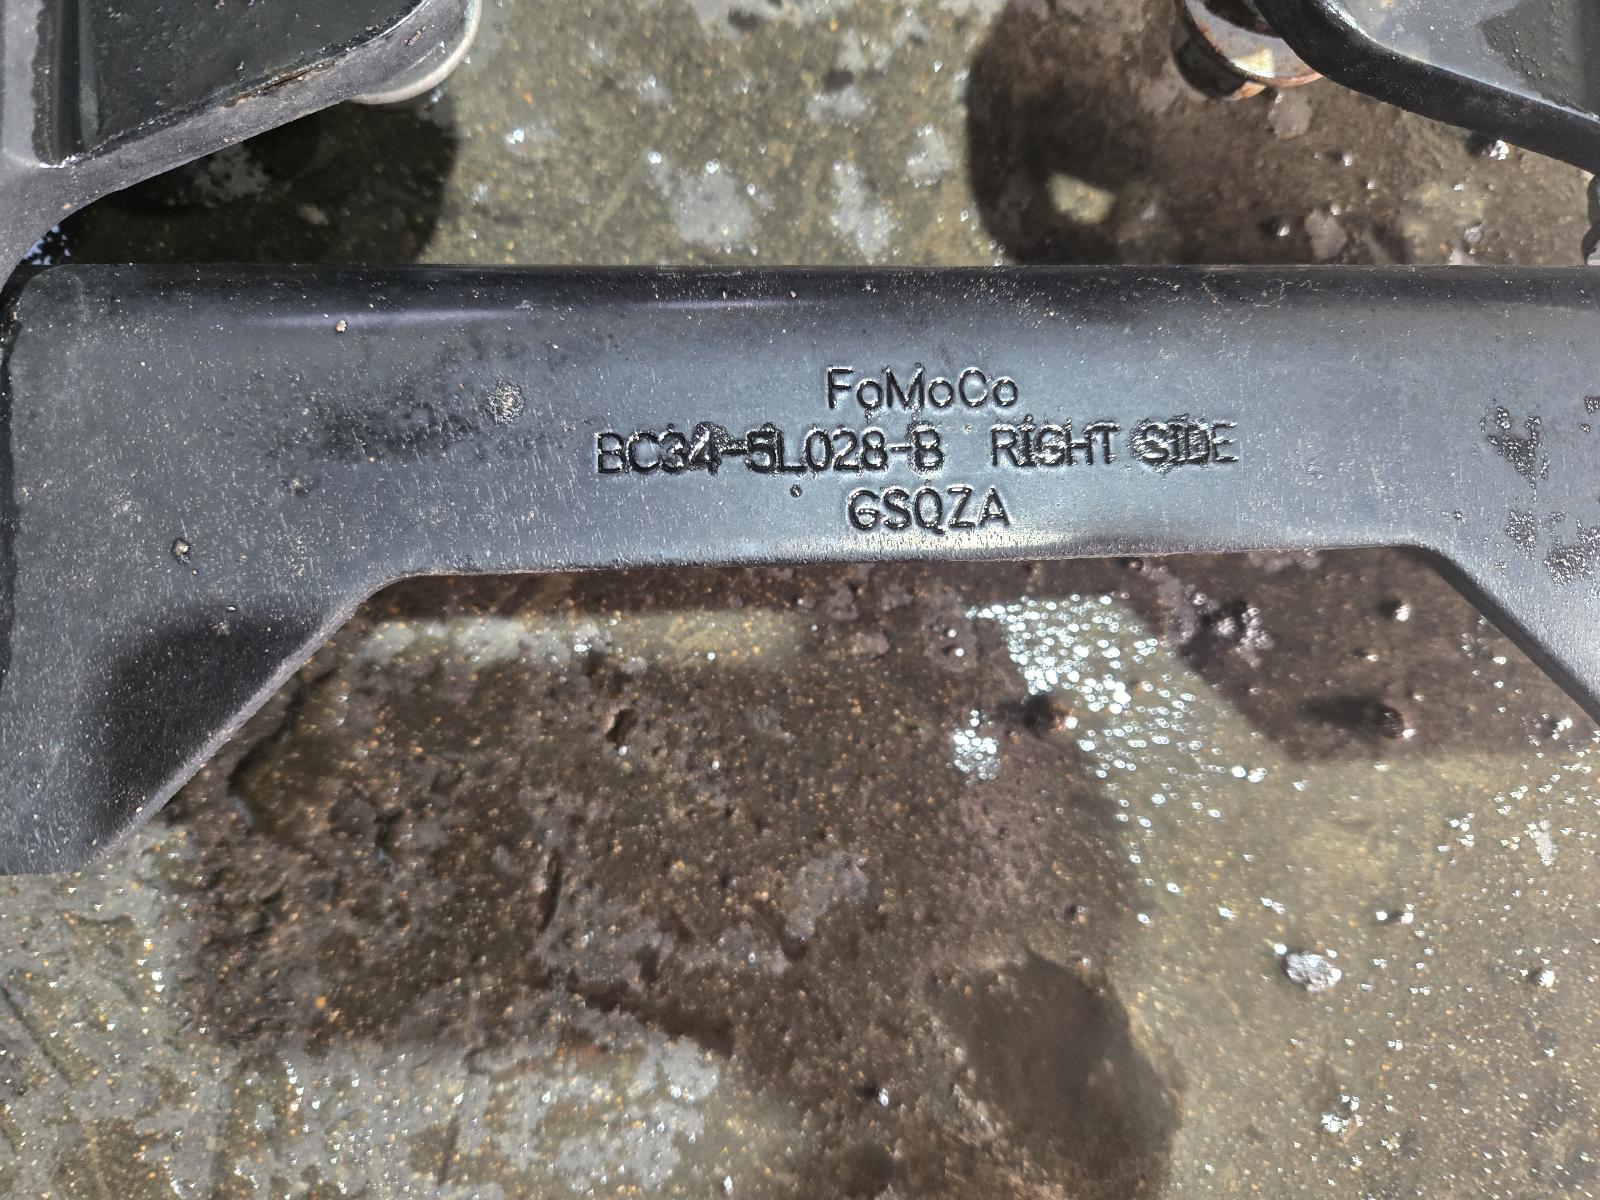 FoMoCo
BC34-5L028-B RIGHT SIDE
GSQZA